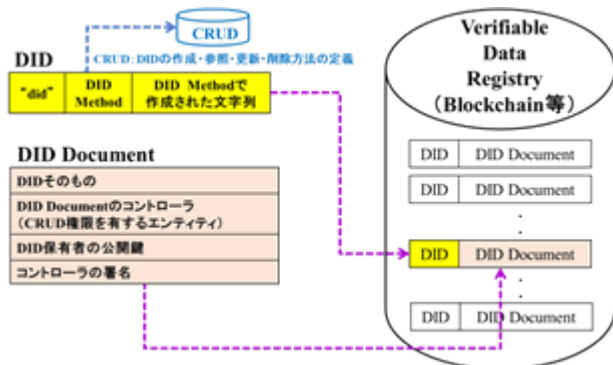 CRUD
CRUD：DIDの作成・参照・更新・削除方法の定義
DID
"did"
DID
Method
DID Methodで
作成された文字列
DID Document
DIDそのもの
DID Documentのコントローラ
（CRUD権限を有するエンティティ）
DID保有者の公開鍵
コントローラの署名
Verifiable
Data
Registry
（Blockchain等）
DID DID Document
DID DID Document
・
・
DID DID Document
・
・
DID DID Document